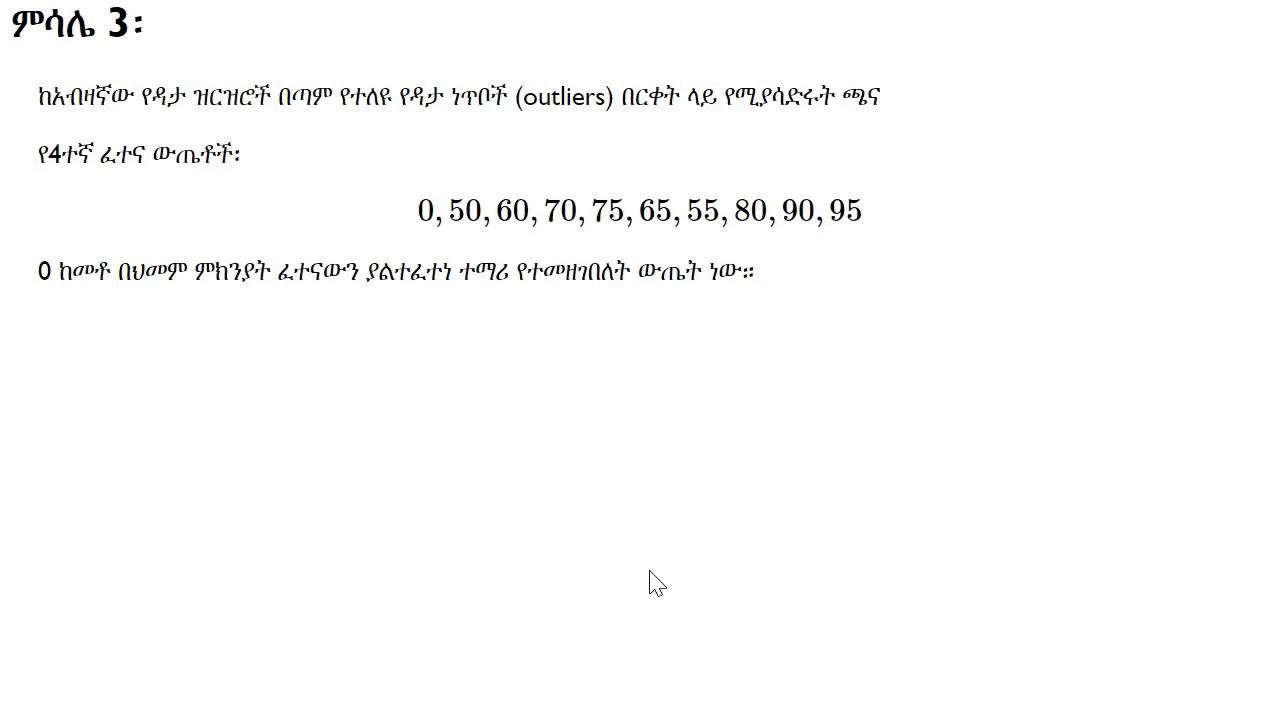 ምሳሌ 3፡
ከአብዛኛው የዳታ ዝርዝሮች በጣም የተለዩ የዳታ ነጥቦች (outliers) በርቀት ላይ የሚያሳድሩት ጫና
የ4ተኛ ፈተና ውጤቶች፡
0, 50, 60, 70, 75, 65, 55, 80, 90, 95
0 ከመቶ በህመም ምክንያት ፈተናውን ያልተፈተነ ተማሪ የተመዘገበለት ውጤት ነው።